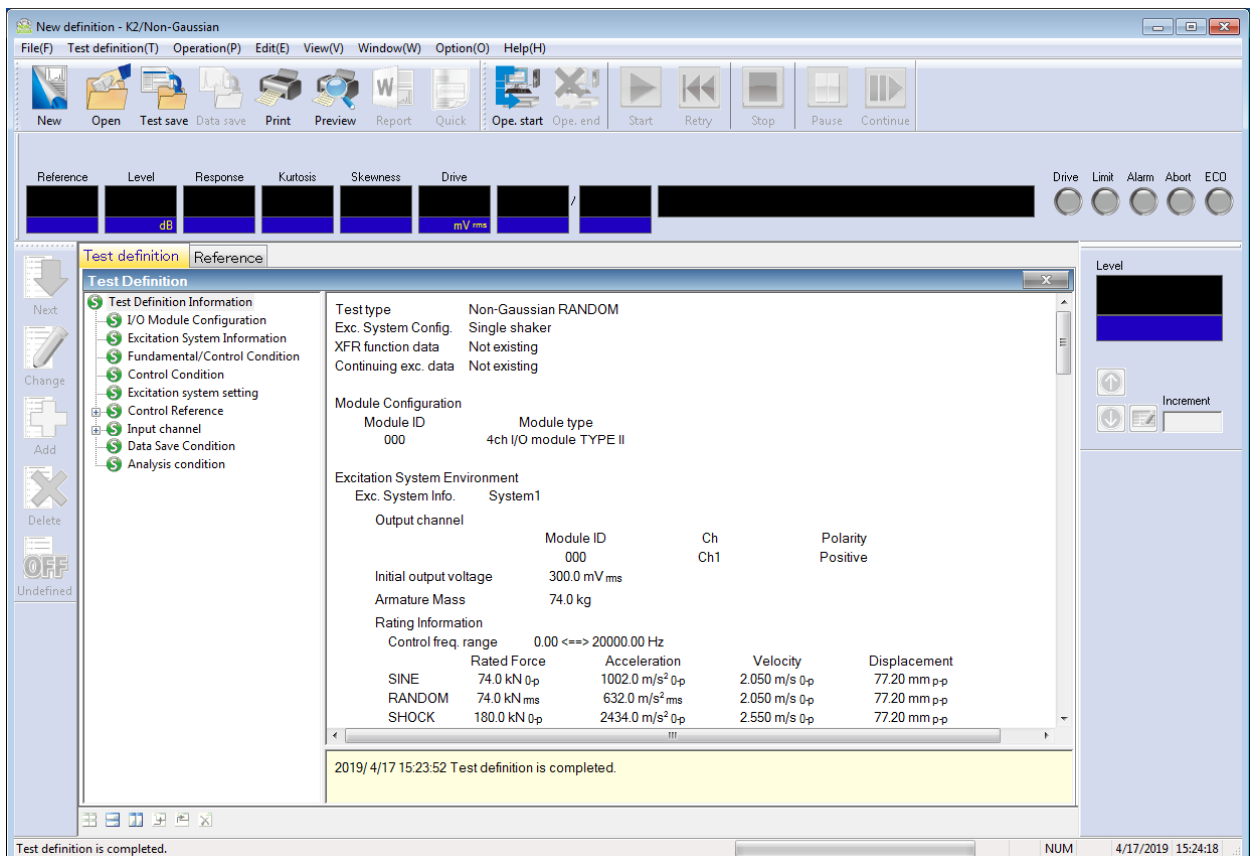 New definition - K2/Non-Gaussian
File(F) Test definition(T) Operation(P) Edit(E) View(V) Window(W) Option(O) Help(H)
New Open Test save Data save Print Preview Report Quick Ope. start Ope. end Start Retry Stop Pause Continue
Reference Level Response Kurtosis Skewness Drive Drive Limit Alarm Abort ECO
/
dB mV rms
Test definition Reference
Test Definition
Next
Change
Add
Delete
OFF
Undefined
Test Definition Information
I/O Module Configuration
Excitation System Information
Fundamental/Control Condition
Control Condition
Excitation system setting
Control Reference
Input channel
Data Save Condition
Analysis condition
Test type Non-Gaussian RANDOM
Exc. System Config. Single shaker
XFR function data Not existing
Continuing exc. data Not existing
Module Configuration
Module ID Module type
000 4ch I/O module TYPE II
Excitation System Environment
Exc. System Info. System1
Output channel
Module ID Ch Polarity
000 Ch1 Positive
Initial output voltage 300.0 mV rms
Armature Mass 74.0 kg
Rating Information
Control freq. range 0.00 <==> 20000.00 Hz
Rated Force Acceleration Velocity Displacement
SINE 74.0 kN 0-p 1002.0 m/s² 0-p 2.050 m/s 0-p 77.20 mm p-p
RANDOM 74.0 kN rms 632.0 m/s² rms 2.050 m/s 0-p 77.20 mm p-p
SHOCK 180.0 kN 0-p 2434.0 m/s² 0-p 2.550 m/s 0-p 77.20 mm p-p
2019/ 4/17 15:23:52 Test definition is completed.
Level
Increment
Test definition is completed. NUM 4/17/2019 15:24:18